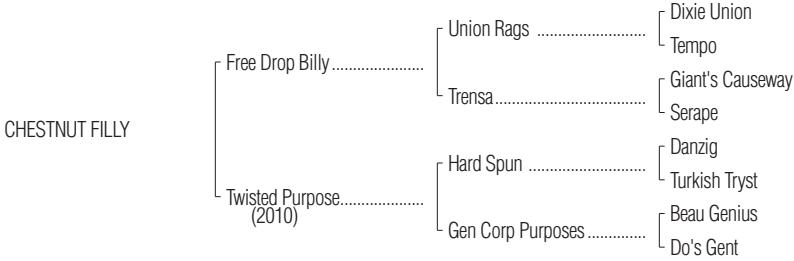 Dixie Union
Union Rags ........................
Tempo
Free Drop Billy ....................
Giant's Causeway
Trensa.................................
Serape
CHESTNUT FILLY
Danzig
Hard Spun ..........................
Turkish Tryst
Twisted Purpose..................
(2010)
Beau Genius
Gen Corp Purposes .............
Do's Gent